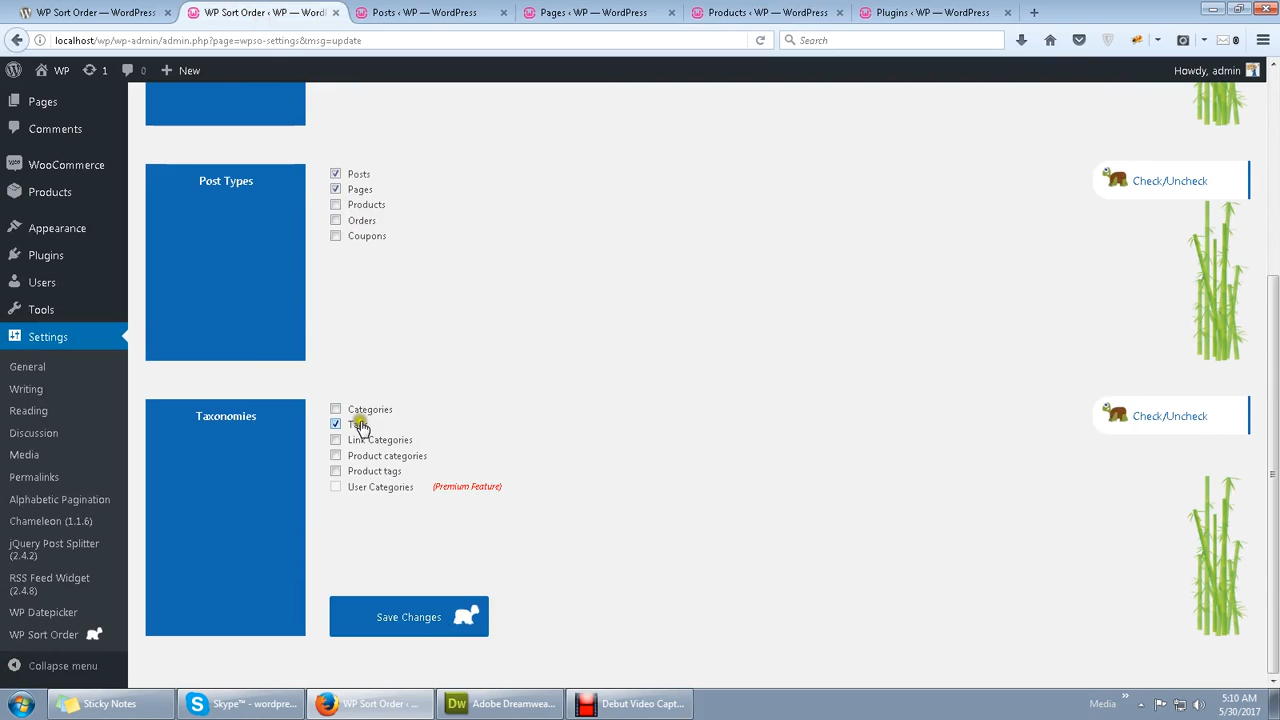 WP Sort Order ‹ WP — Word
Posts ‹ WP — WordPress
Pages ‹ WP — WordPress
Products ‹ WP — WordPress
Plugins ‹ WP — WordPress
localhost/wp/wp-admin/admin.php?page=wpso-settings&msg=update
Search
0
WP
1
0
New
Howdy, admin
Pages
Comments
WooCommerce
Products
Appearance
Plugins
Users
Tools
Settings
General
Writing
Reading
Discussion
Media
Permalinks
Alphabetic Pagination
Chameleon (1.1.6)
jQuery Post Splitter
(2.4.2)
RSS Feed Widget
(2.4.8)
WP Datepicker
WP Sort Order
Collapse menu
Post Types
Posts
Pages
Products
Orders
Coupons
Check/Uncheck
Taxonomies
Categories
Link Categories
Product categories
Product tags
User Categories (Premium Feature)
Check/Uncheck
Save Changes
Sticky Notes
Skype™ - wordpre...
WP Sort Order ‹ ...
Dw Adobe Dreamwea...
Debut Video Capt...
Media
»
5:10 AM
5/30/2017